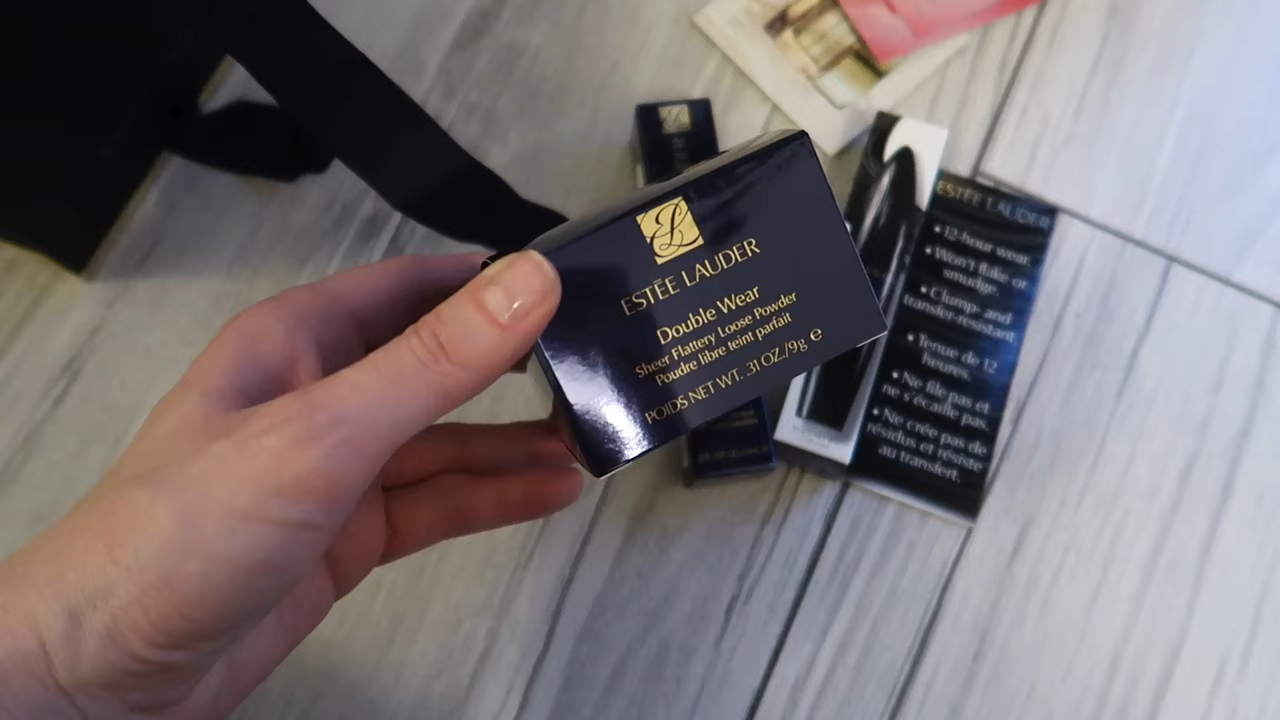 ESTĒE LAUDER
Double Wear
Sheer Flattery Loose Powder
Poudre libre teint parfait
POIDS NET WT. .31 OZ./9g e
ESTĒE LAUDER
• 12-hour wear.
• Won't flake or
smudge.
• Clump- and
transfer-resistant.
• Tenue de 12
heures.
• Ne file pas et
ne s'écaille pas.
• Ne crée pas de
résidus et résiste
au transfert.